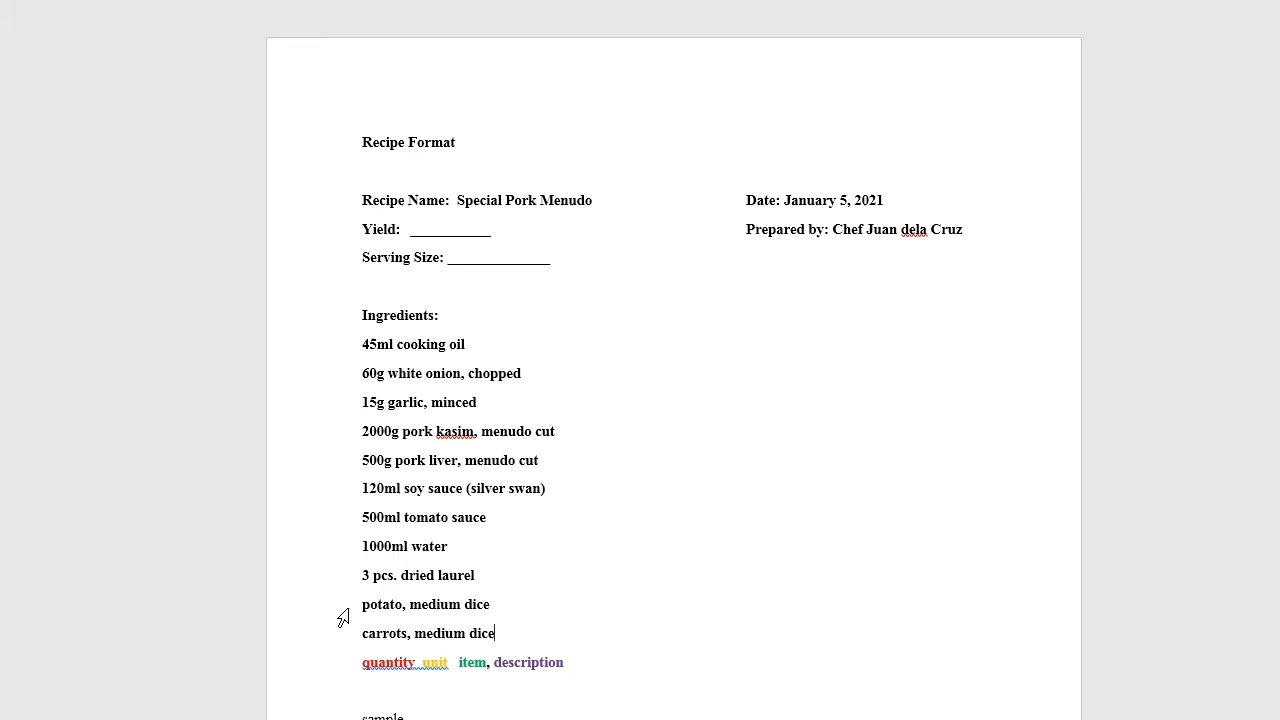 Recipe Format
Recipe Name:  Special Pork Menudo
Date: January 5, 2021
Yield:  ___________
Prepared by: Chef Juan dela Cruz
Serving Size: ______________
Ingredients:
45ml cooking oil
60g white onion, chopped
15g garlic, minced
2000g pork kasim, menudo cut
500g pork liver, menudo cut
120ml soy sauce (silver swan)
500ml tomato sauce
1000ml water
3 pcs. dried laurel
potato, medium dice
carrots, medium dice
quantity  unit   item, description
sample